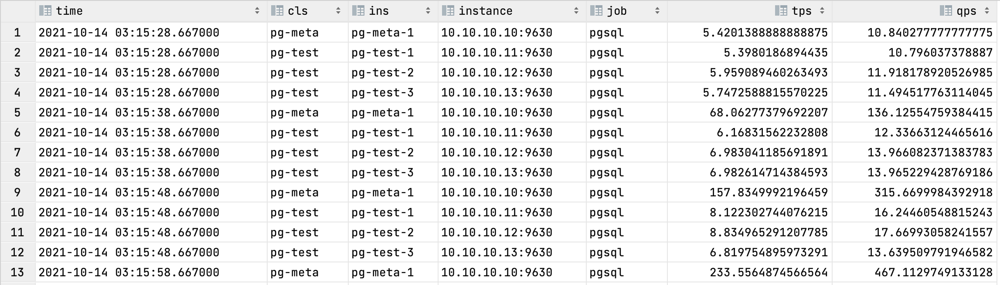 time cls ins instance job tps qps
1 2021-10-14 03:15:28.667000 pg-meta pg-meta-1 10.10.10.10:9630 pgsql 5.4201388888888875 10.840277777777775
2 2021-10-14 03:15:28.667000 pg-test pg-test-1 10.10.10.11:9630 pgsql 5.3980186894435 10.796037378887
3 2021-10-14 03:15:28.667000 pg-test pg-test-2 10.10.10.12:9630 pgsql 5.959089460263493 11.918178920526985
4 2021-10-14 03:15:28.667000 pg-test pg-test-3 10.10.10.13:9630 pgsql 5.7472588815570225 11.494517763114045
5 2021-10-14 03:15:38.667000 pg-meta pg-meta-1 10.10.10.10:9630 pgsql 68.06277379692207 136.12554759384415
6 2021-10-14 03:15:38.667000 pg-test pg-test-1 10.10.10.11:9630 pgsql 6.16831562232808 12.33663124465616
7 2021-10-14 03:15:38.667000 pg-test pg-test-2 10.10.10.12:9630 pgsql 6.983041185691891 13.966082371383783
8 2021-10-14 03:15:38.667000 pg-test pg-test-3 10.10.10.13:9630 pgsql 6.982614714384593 13.965229428769186
9 2021-10-14 03:15:48.667000 pg-meta pg-meta-1 10.10.10.10:9630 pgsql 157.8349992196459 315.6699984392918
10 2021-10-14 03:15:48.667000 pg-test pg-test-1 10.10.10.11:9630 pgsql 8.122302744076215 16.24460548815243
11 2021-10-14 03:15:48.667000 pg-test pg-test-2 10.10.10.12:9630 pgsql 8.834965291207785 17.66993058241557
12 2021-10-14 03:15:48.667000 pg-test pg-test-3 10.10.10.13:9630 pgsql 6.819754895973291 13.639509791946582
13 2021-10-14 03:15:58.667000 pg-meta pg-meta-1 10.10.10.10:9630 pgsql 233.5564874566564 467.1129749133128